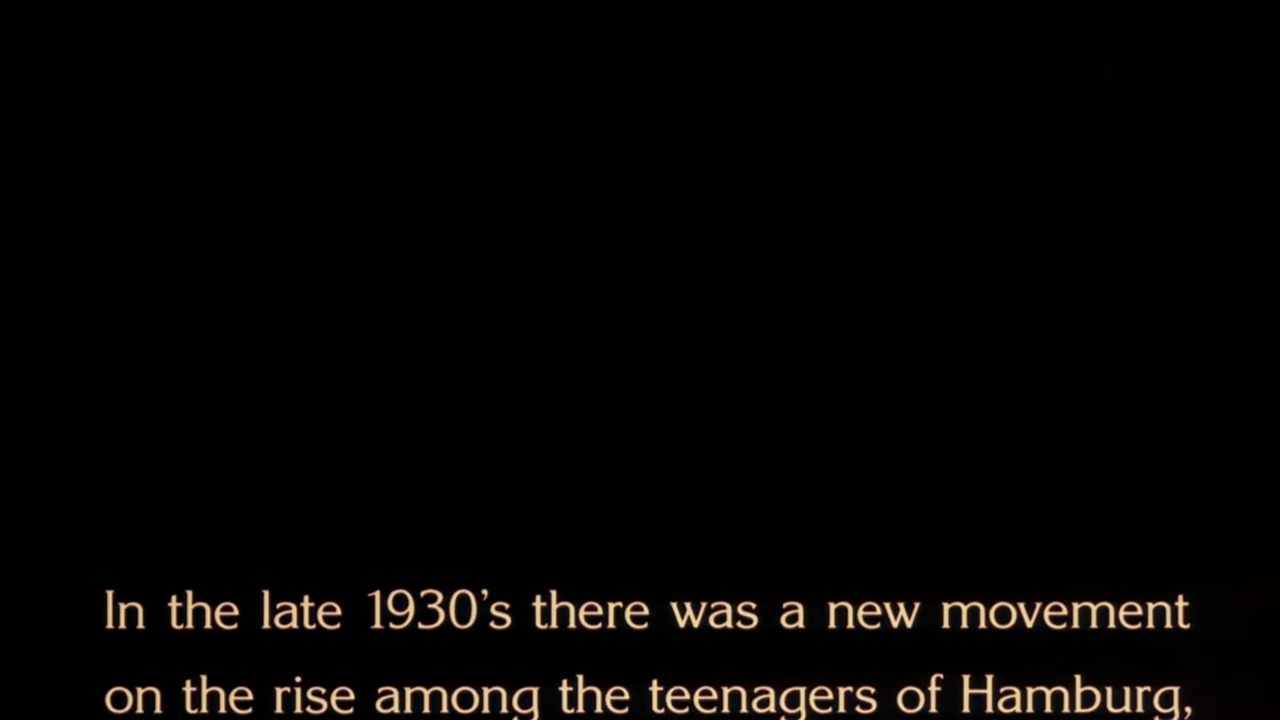 In the late 1930's there was a new movement
on the rise among the teenagers of Hamburg,